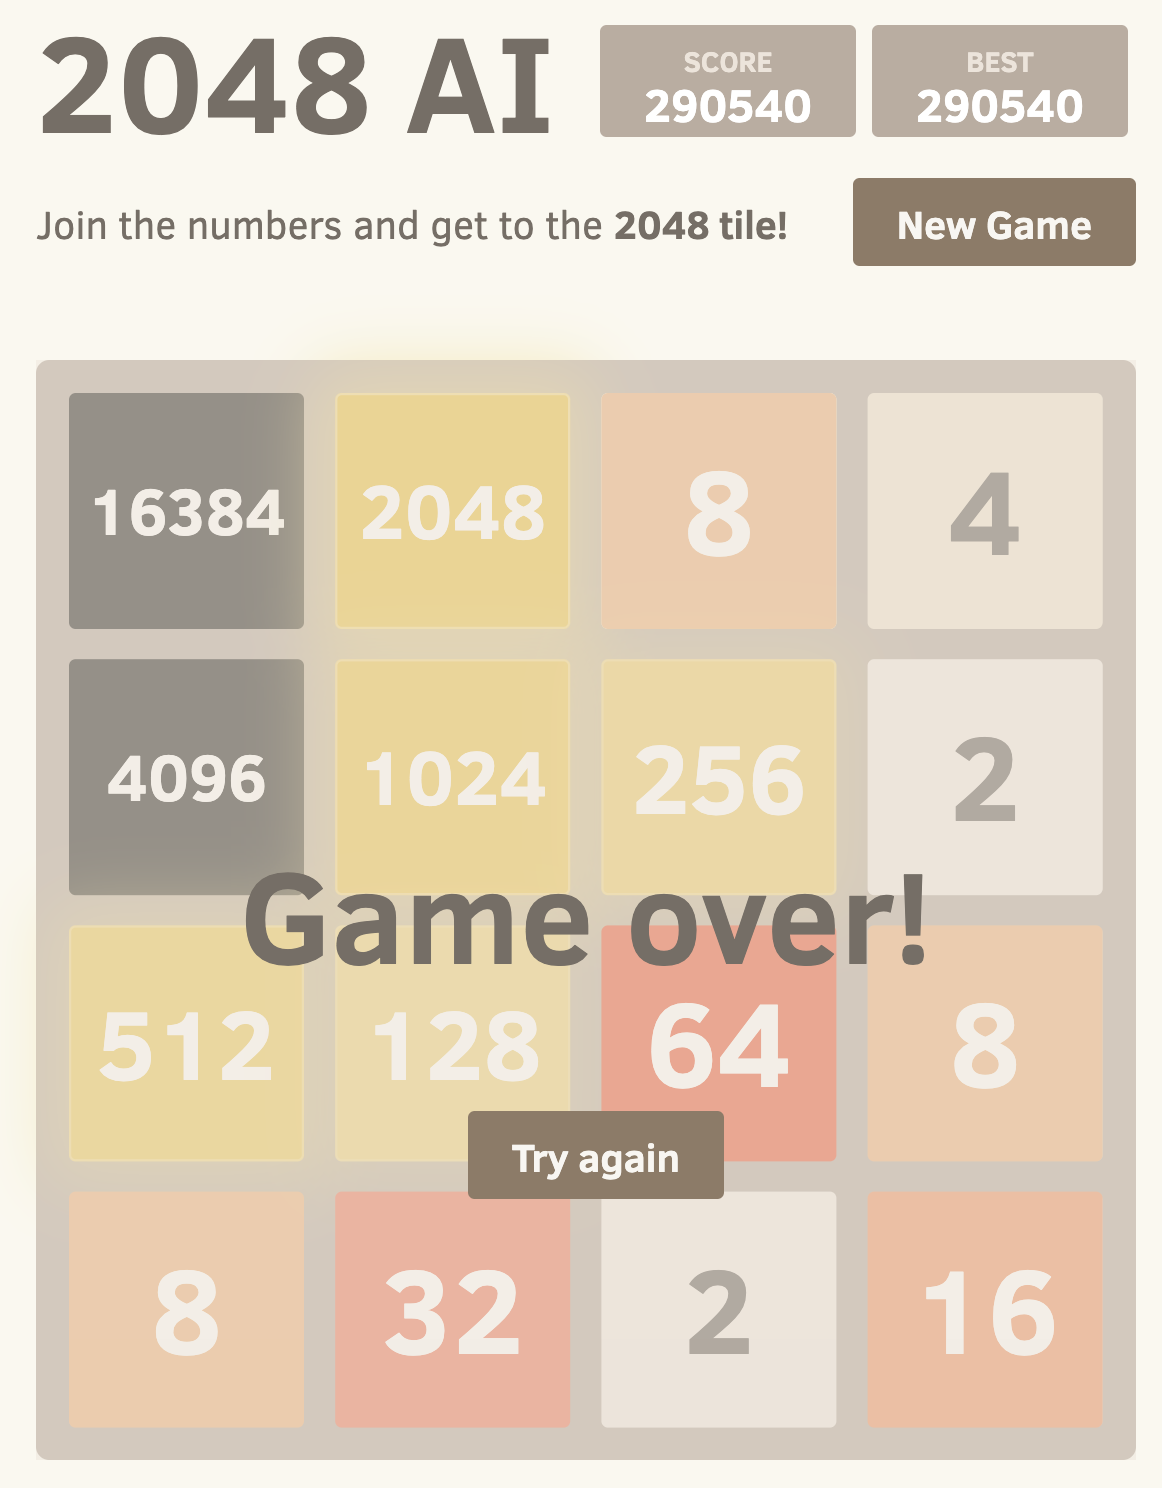 2048 AI
SCORE
290540
BEST
290540
Join the numbers and get to the 2048 tile!
New Game
16384 2048 8 4
4096 1024 256 2
Game over!
512 128 64 8
Try again
8 32 2 16